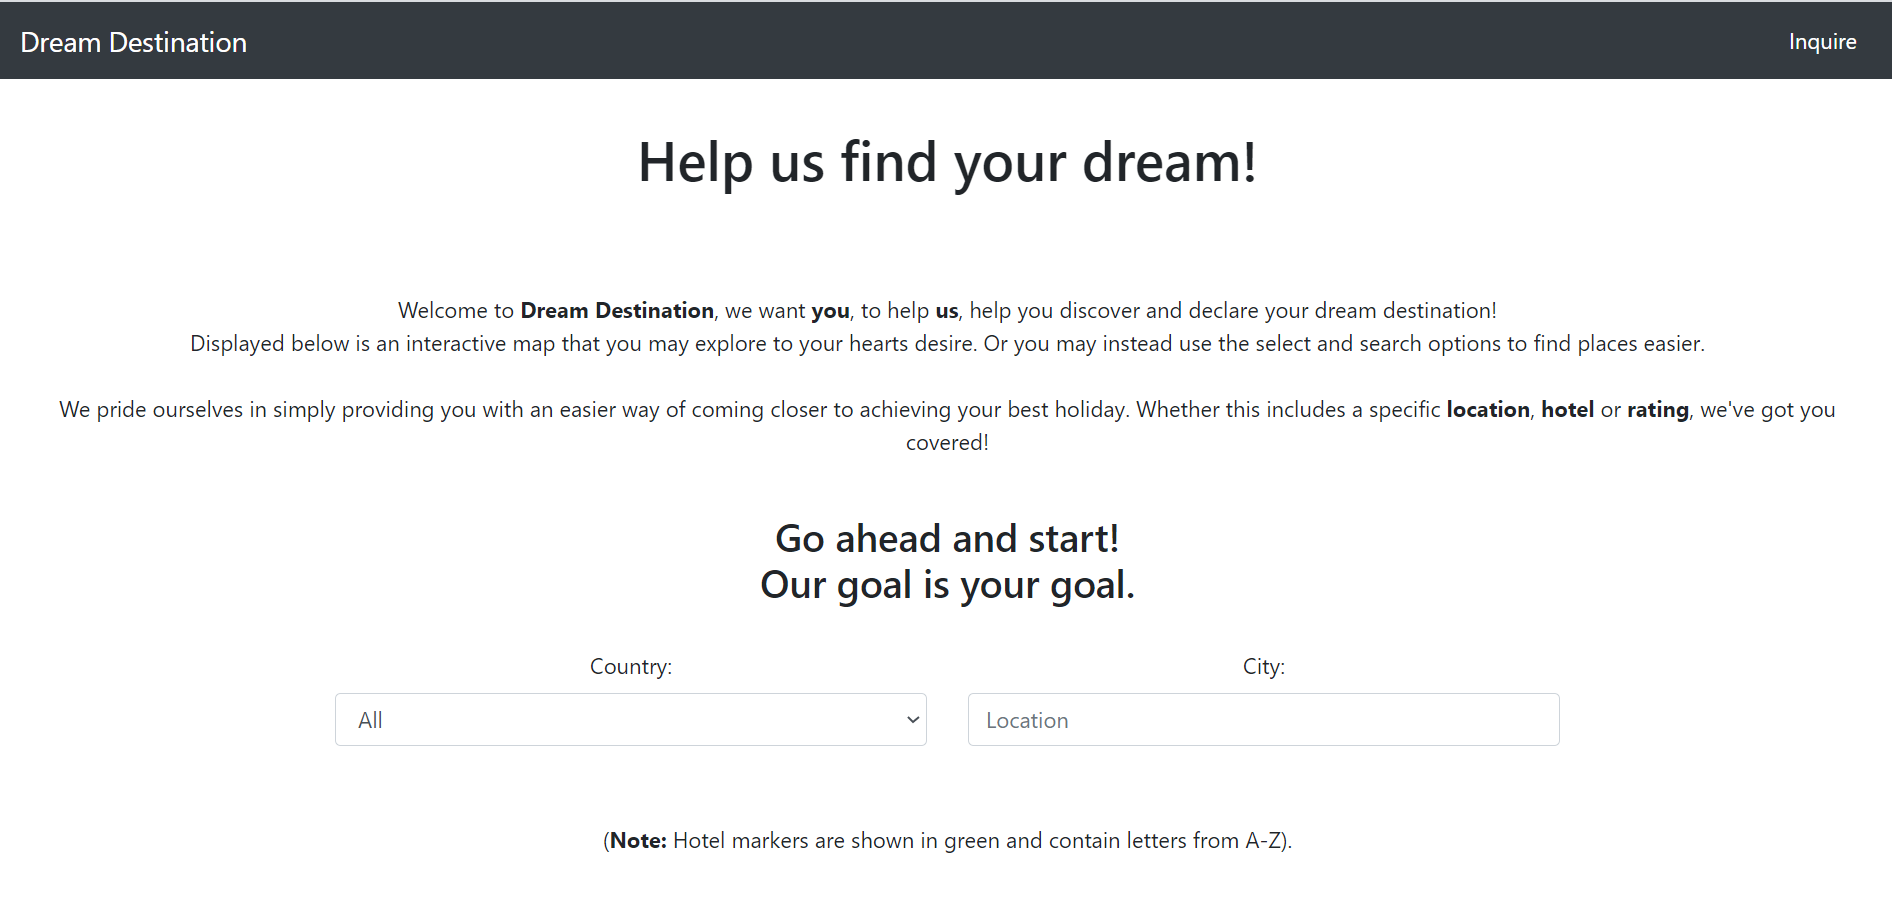 Dream Destination
Inquire
Help us find your dream!
Welcome to Dream Destination, we want you, to help us, help you discover and declare your dream destination!
Displayed below is an interactive map that you may explore to your hearts desire. Or you may instead use the select and search options to find places easier.
We pride ourselves in simply providing you with an easier way of coming closer to achieving your best holiday. Whether this includes a specific location, hotel or rating, we've got you
covered!
Go ahead and start!
Our goal is your goal.
Country:
City:
All
Location
(Note: Hotel markers are shown in green and contain letters from A-Z).